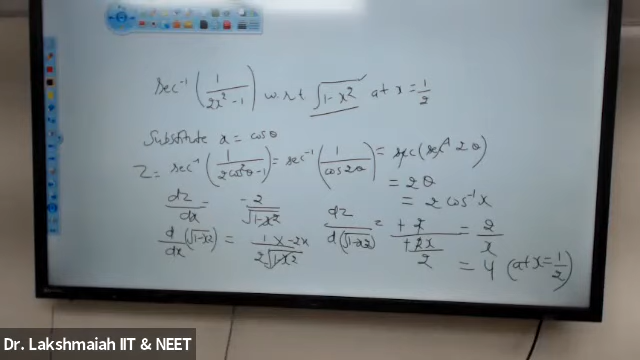 sec⁻¹(1/(2x²-1)) w.r.t √(1-x²) at x = 1/2
Substitute x = cosθ
Z = sec⁻¹(1/(2cos²θ-1)) = sec⁻¹(1/cos2θ) = sec⁻¹(sec 2θ)
= 2θ
= 2 cos⁻¹x
dz/dx = -2/√(1-x²)
d/dx(√(1-x²)) = 1 × -2x/2√(1-x²)
dz/d(√(1-x²)) = +2/(+2x/2) = 2/x
= 4 (at x = 1/2)
Dr. Lakshmaiah IIT & NEET